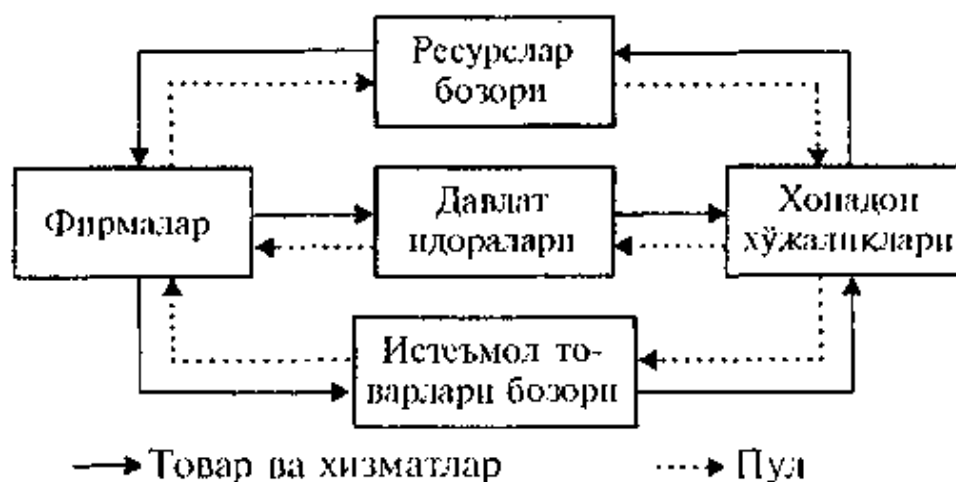 Ресурслар
бозори
Фирмалар
Давлат
идоралари
Хонадон
хўжаликлари
Истеъмол то-
варлари бозори
Товар ва хизматлар
Пул